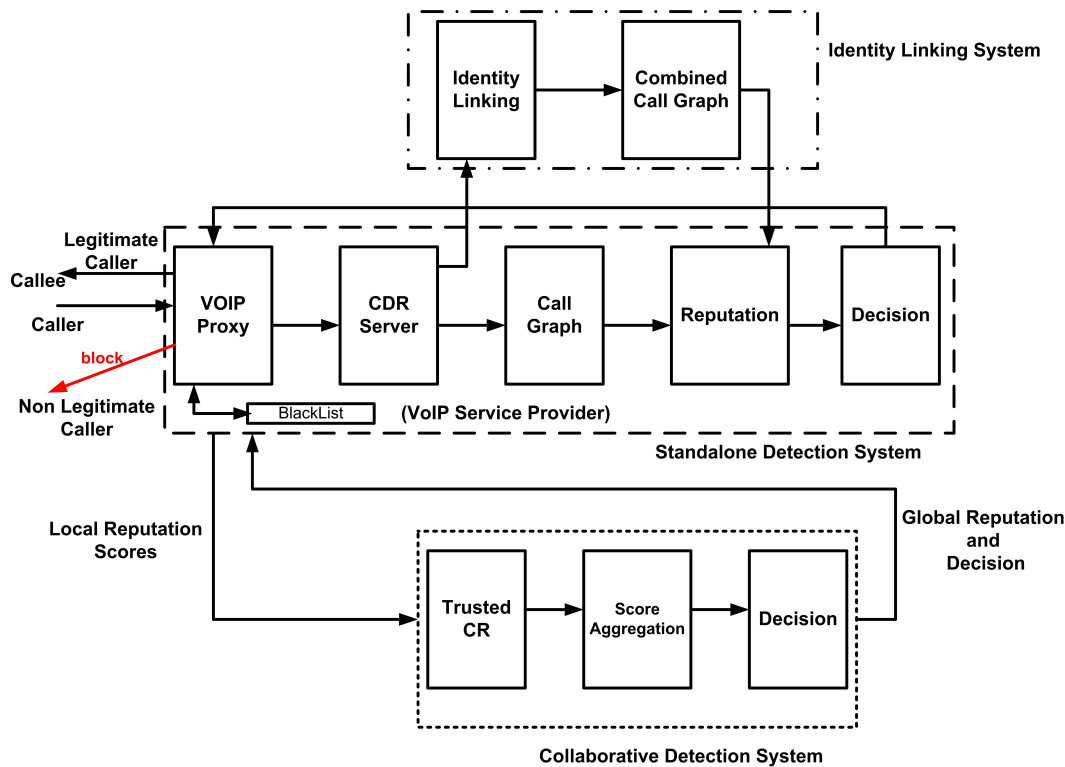 Identity
Linking
Combined
Call Graph
Identity Linking System
Legitimate
Caller
Callee
Caller
block
Non Legitimate
Caller
VOIP
Proxy
CDR
Server
Call
Graph
Reputation
Decision
BlackList
(VoIP Service Provider)
Standalone Detection System
Local Reputation
Scores
Global Reputation
and
Decision
Trusted
CR
Score
Aggregation
Decision
Collaborative Detection System